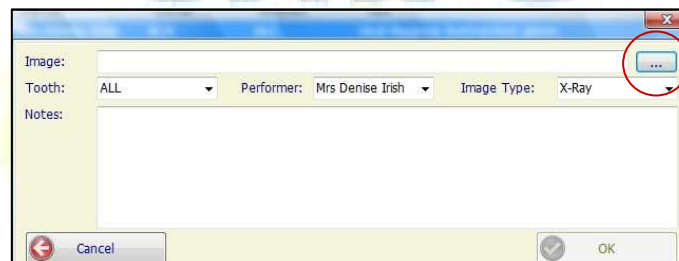 Image: ...
Tooth: ALL Performer: Mrs Denise Irish Image Type: X-Ray
Notes:
Cancel OK